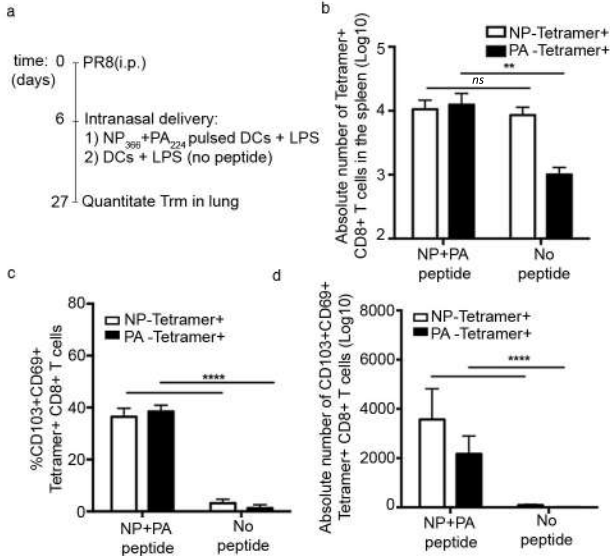 a
time: 0 PR8(i.p.)
(days)
6 Intranasal delivery:
1) NP366+PA224 pulsed DCs + LPS
2) DCs + LPS (no peptide)
27 Quantitate Trm in lung
b
Absolute number of Tetramer+
CD8+ T cells in the spleen (Log10)
NP-Tetramer+
PA -Tetramer+
**
ns
5
4
3
2
NP+PA
peptide
No
peptide
c
%CD103+CD69+
Tetramer+ CD8+ T cells
NP-Tetramer+
PA -Tetramer+
****
80
60
40
20
0
NP+PA
peptide
No
peptide
d
Absolute number of CD103+CD69+
Tetramer+ CD8+ T cells (Log10)
NP-Tetramer+
PA -Tetramer+
****
8000
6000
4000
2000
0
NP+PA
peptide
No
peptide